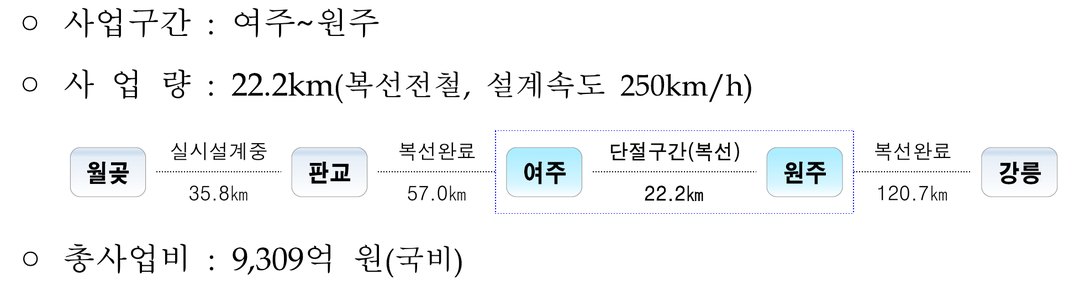 ○ 사업구간 : 여주~원주
○ 사 업 량 : 22.2km(복선전철, 설계속도 250km/h)
월곶 실시설계중 35.8㎞ 판교 복선완료 57.0㎞ 여주 단절구간(복선) 22.2㎞ 원주 복선완료 120.7㎞ 강릉
○ 총사업비 : 9,309억 원(국비)